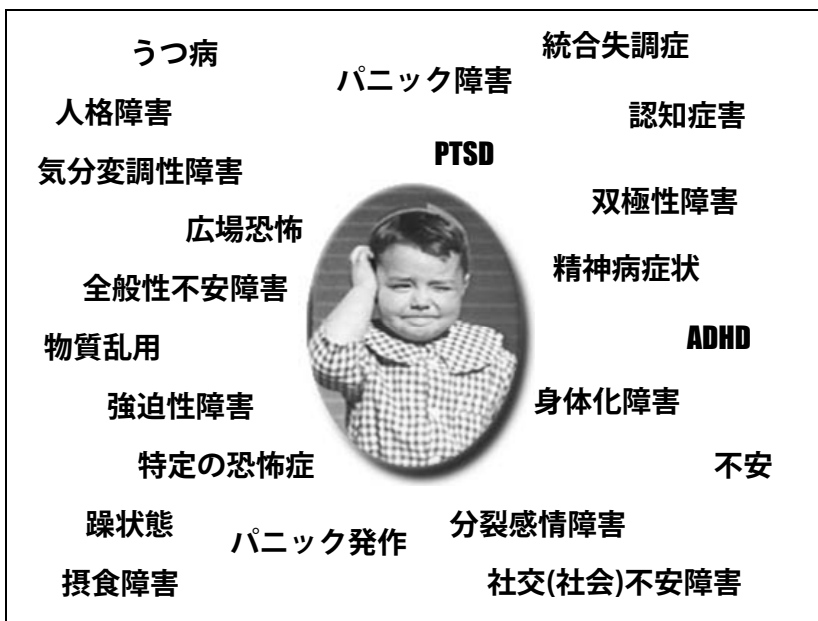 うつ病
統合失調症
パニック障害
人格障害
認知症害
PTSD
気分変調性障害
双極性障害
広場恐怖
精神病症状
全般性不安障害
ADHD
物質乱用
身体化障害
強迫性障害
特定の恐怖症
不安
躁状態
分裂感情障害
パニック発作
摂食障害
社交(社会)不安障害